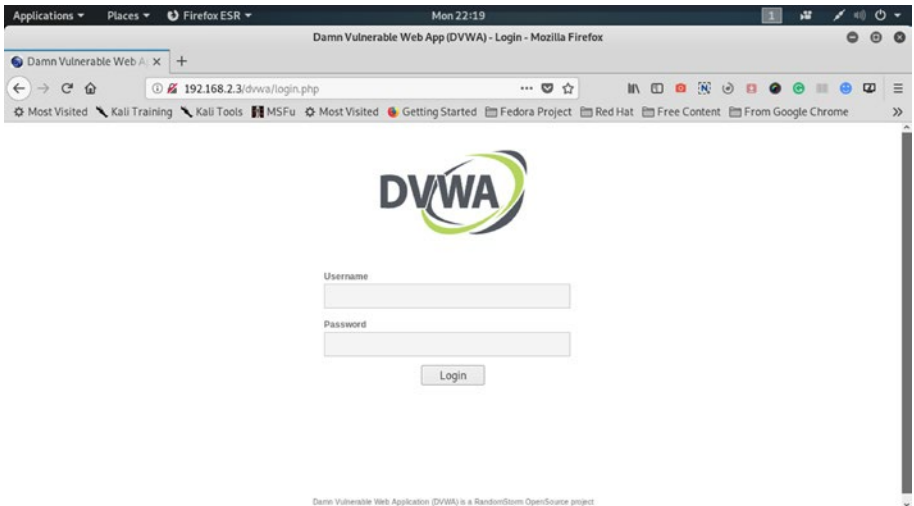 Applications Places Firefox ESR Mon 22:19 1
Damn Vulnerable Web App (DVWA) - Login - Mozilla Firefox
Damn Vulnerable Web A
192.168.2.3/dvwa/login.php
Most Visited Kali Training Kali Tools MSFu Most Visited Getting Started Fedora Project Red Hat Free Content From Google Chrome
DVWA
Username
Password
Login
Damn Vulnerable Web Application (DVWA) is a RandomStorm OpenSource project